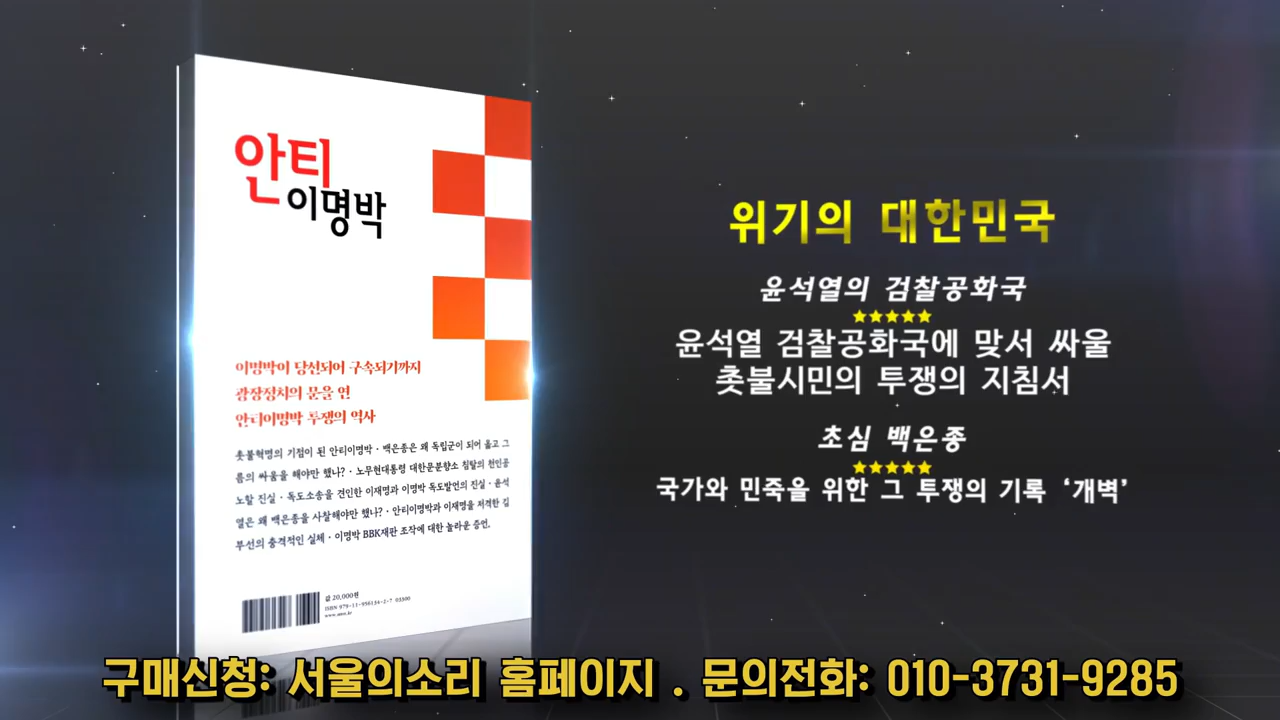 안티
이명박
이명박이 당선되어 구속되기까지
광장정치의 문을 연
안티이명박 투쟁의 역사
촛불혁명의 기점이 된 안티이명박 · 백은종은 왜 독립군이 되어 홀고 그
름의 싸움을 해야만 했나? · 노무현대통령 대한문분향소 침탈의 천인공
노할 진실 · 독도소송을 견인한 이재명과 이명박 독도발언의 진실 · 윤석
열은 왜 백은종을 사찰해야만 했나? · 안티이명박과 이재명을 저격한 김
부선의 충격적인 실체 · 이명박 BBK재판 조작에 대한 놀라운 증언.
값 20,000원
위기의 대한민국
윤석열의 검찰공화국
★★★★★
윤석열 검찰공화국에 맞서 싸울
촛불시민의 투쟁의 지침서
초심 백은종
★★★★★
국가와 민족을 위한 그 투쟁의 기록 ‘개벽’
구매신청: 서울의소리 홈페이지 . 문의전화: 010-3731-9285